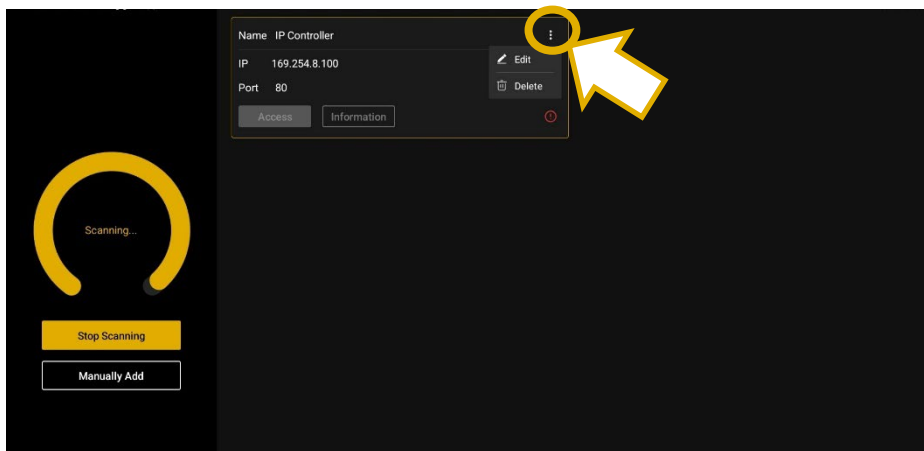 Name IP Controller
IP 169.254.8.100
Edit
Port 80
Delete
Access Information
Scanning...
Stop Scanning
Manually Add